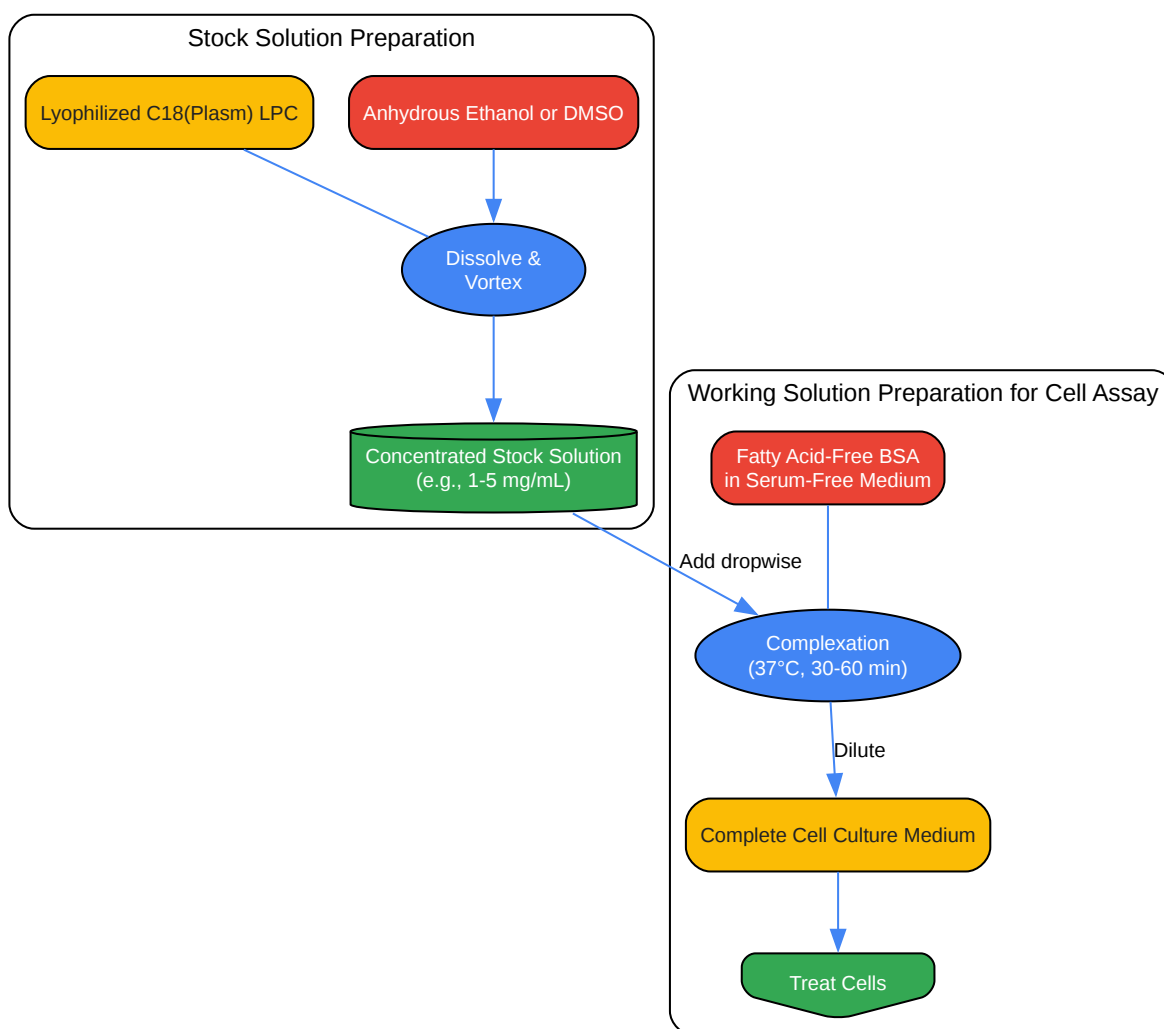 Stock Solution Preparation
Lyophilized C18(Plasm) LPC
Anhydrous Ethanol or DMSO
Dissolve &
Vortex
Concentrated Stock Solution
(e.g., 1-5 mg/mL)
Working Solution Preparation for Cell Assay
Fatty Acid-Free BSA
in Serum-Free Medium
Add dropwise
Complexation
(37°C, 30-60 min)
Dilute
Complete Cell Culture Medium
Treat Cells